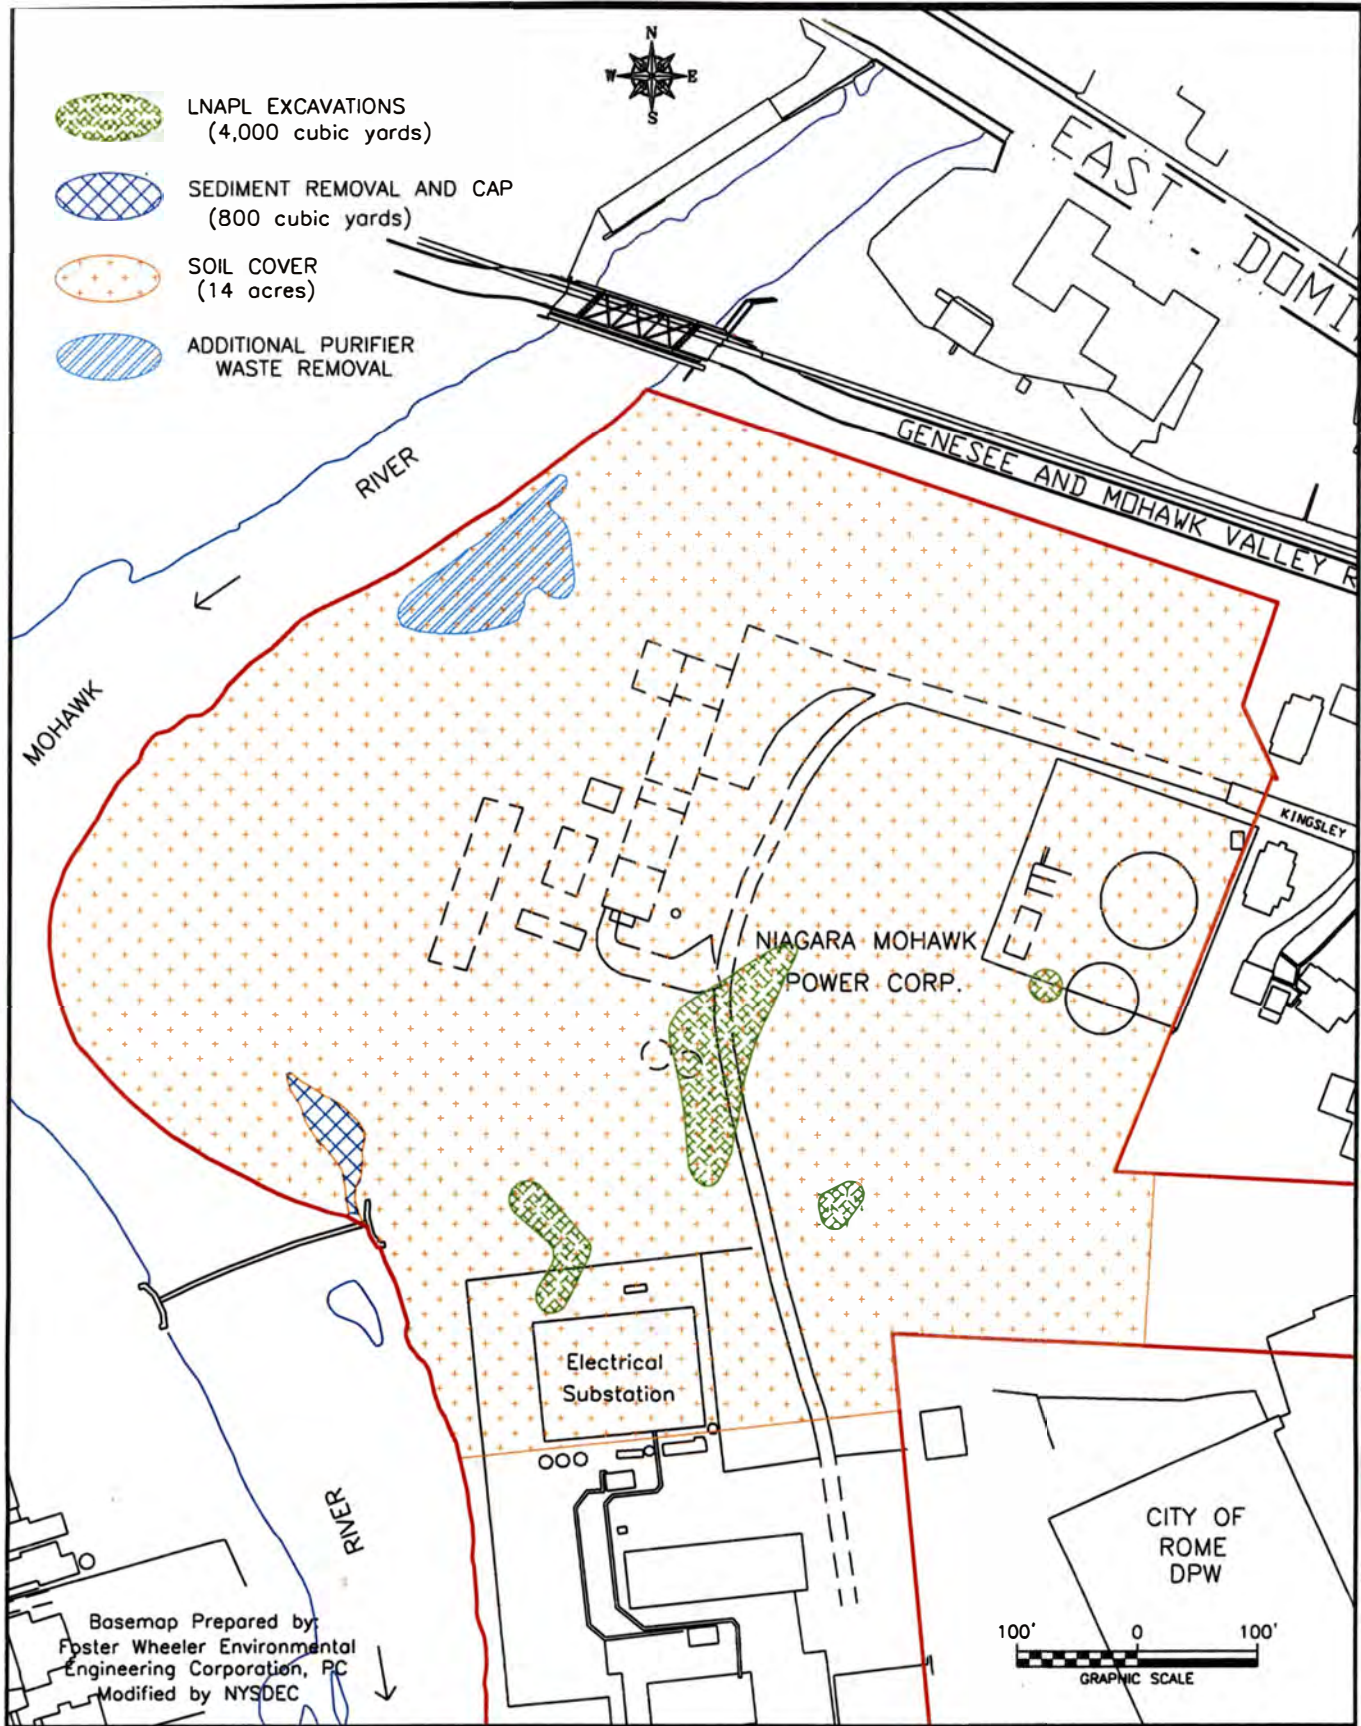 N
W E
S
LNAPL EXCAVATIONS
(4,000 cubic yards)
SEDIMENT REMOVAL AND CAP
(800 cubic yards)
SOIL COVER
(14 acres)
ADDITIONAL PURIFIER
WASTE REMOVAL
EAST DOMI
RIVER
GENESEE AND MOHAWK VALLEY R
MOHAWK
KINGSLEY
NIAGARA MOHAWK
POWER CORP.
Electrical
Substation
RIVER
CITY OF
ROME
DPW
Basemap Prepared by:
Foster Wheeler Environmental
Engineering Corporation, PC
Modified by NYSDEC
100' 0 100'
GRAPHIC SCALE